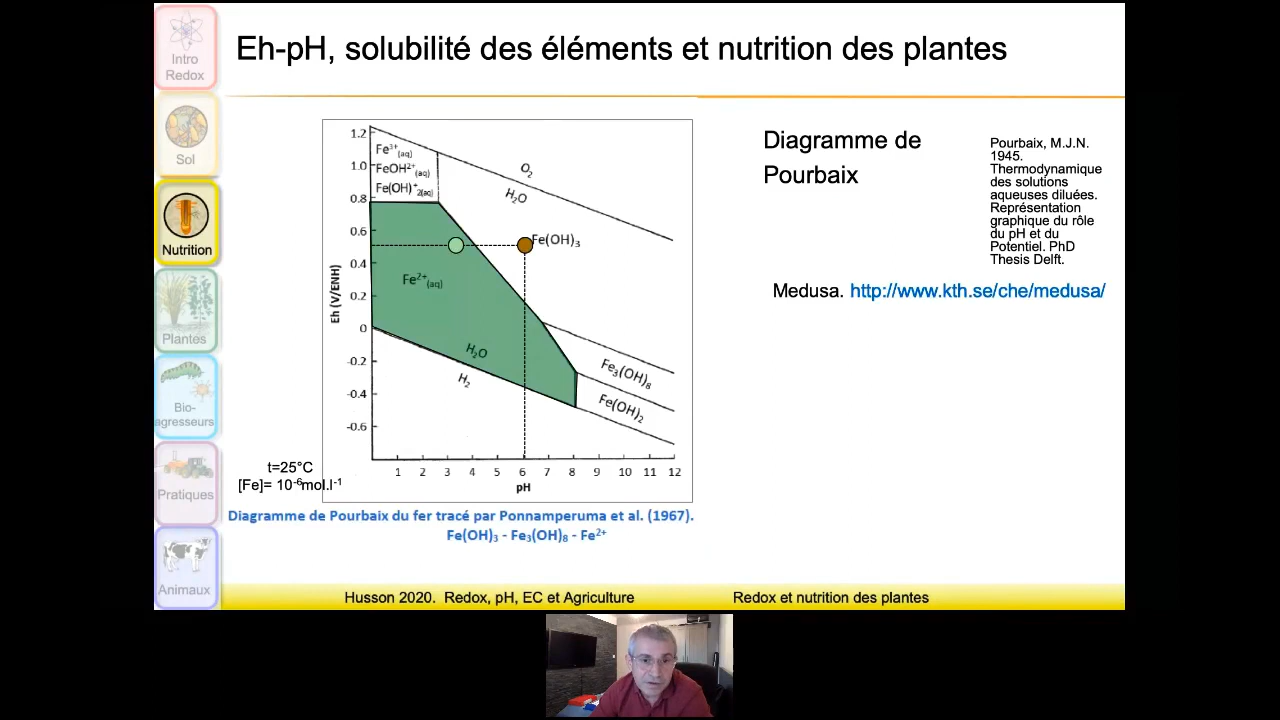 Eh-pH, solubilité des éléments et nutrition des plantes
Intro
Redox
Sol
Nutrition
Plantes
Bio-
agresseurs
Pratiques
Animaux
1.2
1.0
0.8
0.6
0.4
0.2
0
-0.2
-0.4
-0.6
Eh (V/ENH)
Fe³⁺(aq)
FeOH²⁺(aq)
Fe(OH)⁺₂(aq)
O₂
H₂O
Fe(OH)₃
Fe²⁺(aq)
H₂O
H₂
Fe₃(OH)₈
Fe(OH)₂
1 2 3 4 5 6 7 8 9 10 11 12
pH
t=25°C
[Fe]= 10⁻⁶mol.l⁻¹
Diagramme de Pourbaix du fer tracé par Ponnamperuma et al. (1967).
Fe(OH)₃ - Fe₃(OH)₈ - Fe²⁺
Diagramme de
Pourbaix
Pourbaix, M.J.N.
1945.
Thermodynamique
des solutions
aqueuses diluées.
Représentation
graphique du rôle
du pH et du
Potentiel. PhD
Thesis Delft.
Medusa. http://www.kth.se/che/medusa/
Husson 2020. Redox, pH, EC et Agriculture
Redox et nutrition des plantes